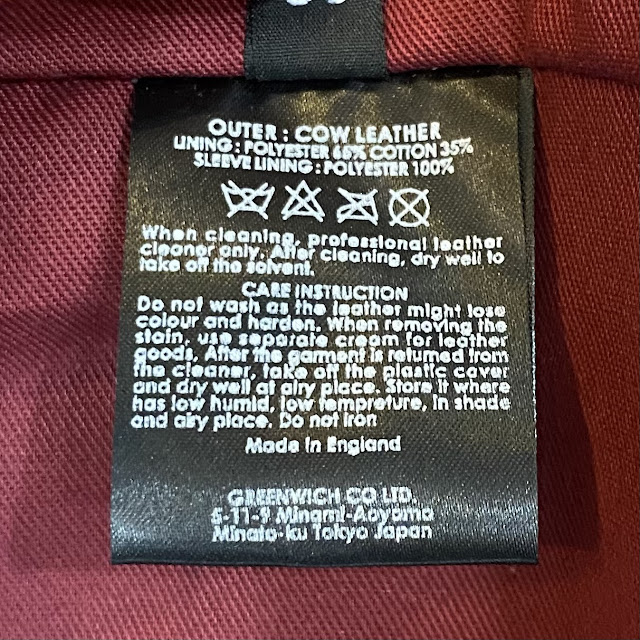 OUTER : COW LEATHER
LINING : POLYESTER 65% COTTON 35%
SLEEVE LINING : POLYESTER 100%
When cleaning, professional leather
cleaner only. After cleaning, dry well to
take off the solvent.
CARE INSTRUCTION
Do not wash as the leather might lose
colour and harden. When removing the
stain, use separate cream for leather
goods. After the garment is returned from
the cleaner, take off the plastic cover
and dry well at airy place. Store it where
has low humid, low tempreture, in shade
and airy place. Do not iron
Made in England
GREENWICH CO LTD.
5-11-9 Minami-Aoyama
Minato-ku Tokyo Japan